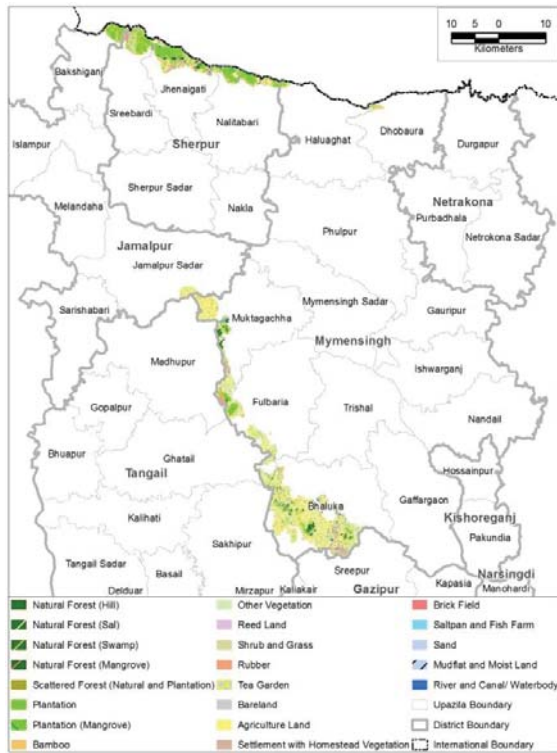 10 5 0 10
Kilometers
Bakshiganj
Jhenaigati
Sreebardi
Nalitabari
Haluaghat
Dhobaura
Durgapur
Islampur
Sherpur
Sherpur Sadar
Netrakona
Melandaha
Nakla
Purbadhala
Phulpur
Netrokona Sadar
Jamalpur
Jamalpur Sadar
Sarishabari
Muktagachha
Mymensingh Sadar
Gauripur
Mymensingh
Madhupur
Ishwarganj
Gopalpur
Fulbaria
Trishal
Nandail
Bhuapur
Ghatail
Hossainpur
Tangail
Bhaluka
Gaffargaon
Kalihati
Kishoreganj
Sakhipur
Pakundia
Tangail Sadar
Basail
Sreepur
Narsingdi
Delduar
Mirzapur
Kaliakair
Gazipur
Kapasia
Manohardi
Natural Forest (Hill)
Natural Forest (Sal)
Natural Forest (Swamp)
Natural Forest (Mangrove)
Scattered Forest (Natural and Plantation)
Plantation
Plantation (Mangrove)
Bamboo
Other Vegetation
Reed Land
Shrub and Grass
Rubber
Tea Garden
Bareland
Agriculture Land
Settlement with Homestead Vegetation
Brick Field
Saltpan and Fish Farm
Sand
Mudflat and Moist Land
River and Canal/ Waterbody
Upazila Boundary
District Boundary
International Boundary